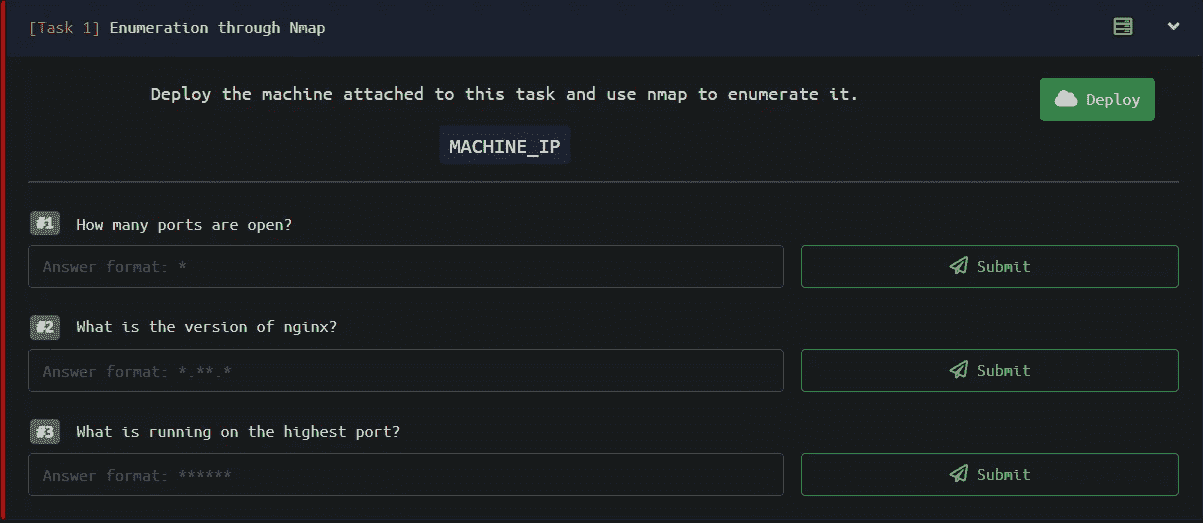 [Task 1] Enumeration through Nmap
Deploy the machine attached to this task and use nmap to enumerate it.
Deploy
MACHINE_IP
#1 How many ports are open?
Answer format: *
Submit
#2 What is the version of nginx?
Answer format: *.**.*
Submit
#3 What is running on the highest port?
Answer format: ******
Submit